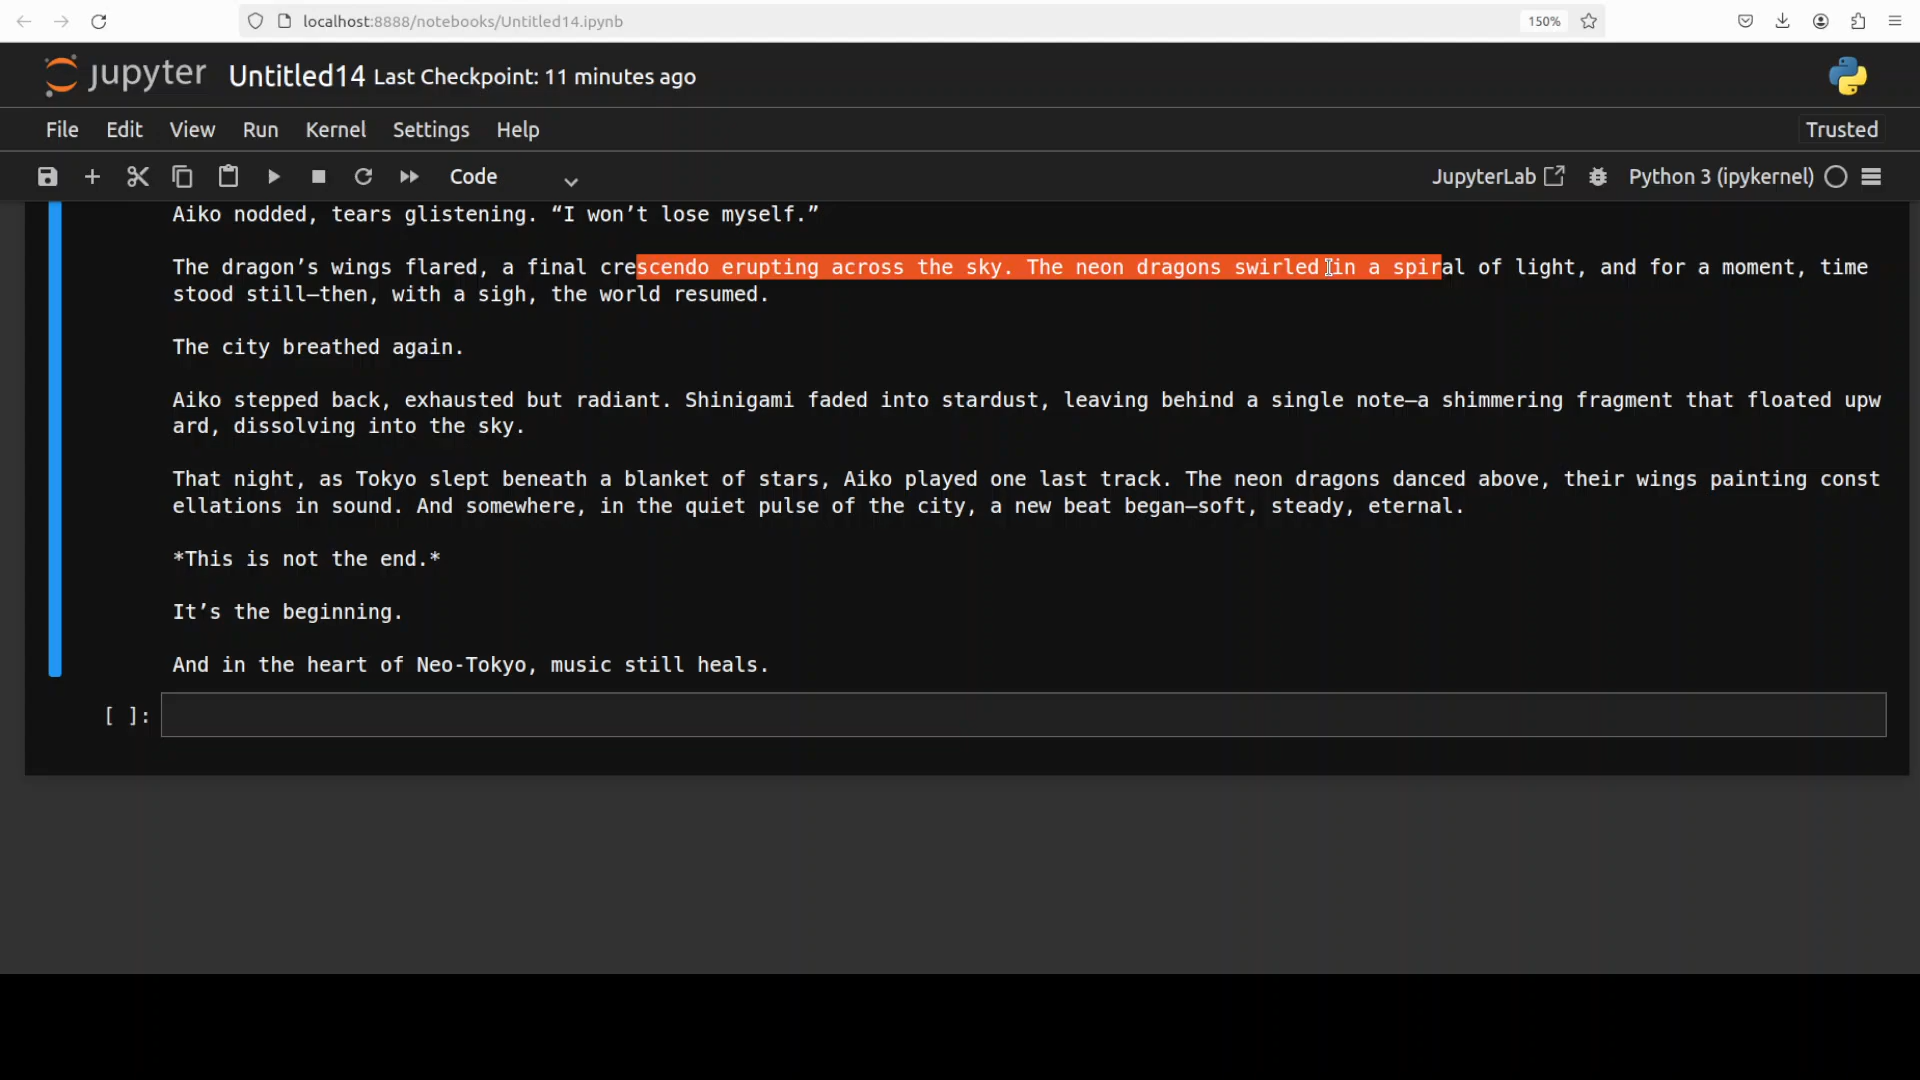 localhost:8888/notebooks/Untitled14.ipynb 150%
jupyter Untitled14 Last Checkpoint: 11 minutes ago
File Edit View Run Kernel Settings Help Trusted
Code JupyterLab Python 3 (ipykernel)
Aiko nodded, tears glistening. “I won’t lose myself.”
The dragon’s wings flared, a final crescendo erupting across the sky. The neon dragons swirled in a spiral of light, and for a moment, time
stood still—then, with a sigh, the world resumed.
The city breathed again.
Aiko stepped back, exhausted but radiant. Shinigami faded into stardust, leaving behind a single note—a shimmering fragment that floated upw
ard, dissolving into the sky.
That night, as Tokyo slept beneath a blanket of stars, Aiko played one last track. The neon dragons danced above, their wings painting const
ellations in sound. And somewhere, in the quiet pulse of the city, a new beat began—soft, steady, eternal.
*This is not the end.*
It’s the beginning.
And in the heart of Neo-Tokyo, music still heals.
[ ]: